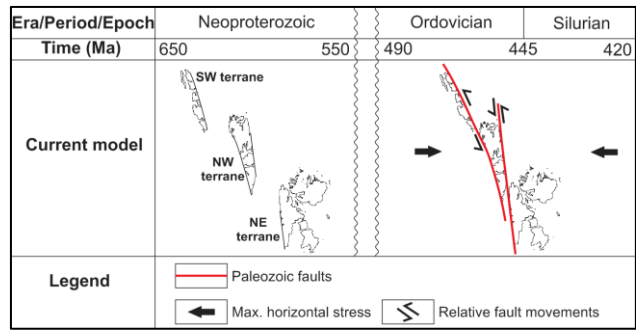 Era/Period/Epoch Neoproterozoic Ordovician Silurian
Time (Ma) 650 550 490 445 420
SW terrane
Current model
NW
terrane
NE
terrane
Legend
Paleozoic faults
Max. horizontal stress Relative fault movements